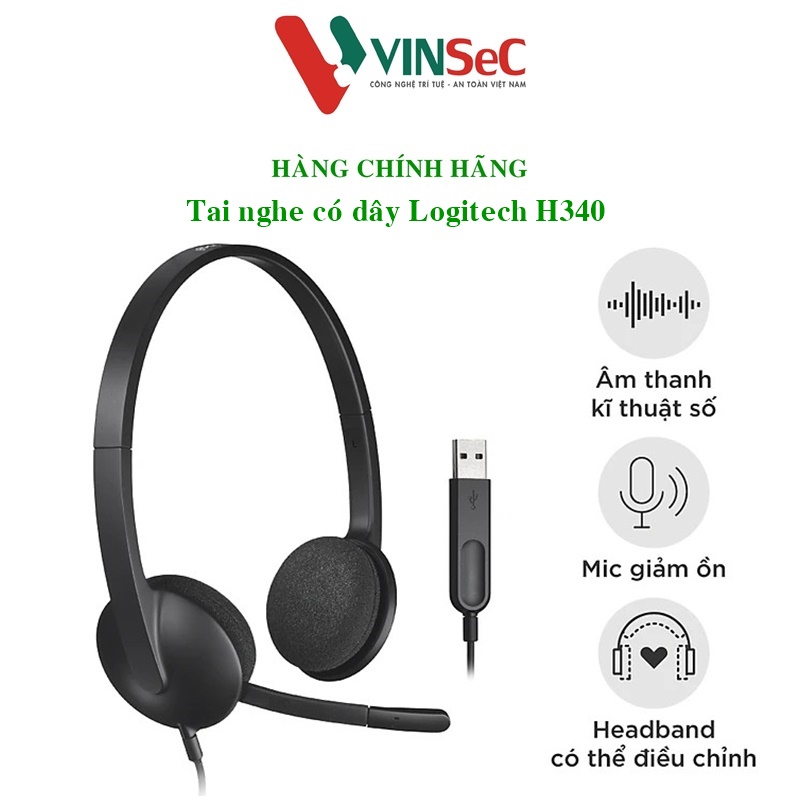 VINSeC
CÔNG NGHỆ TRÍ TUỆ - AN TOÀN VIỆT NAM
HÀNG CHÍNH HÃNG
Tai nghe có dây Logitech H340
Âm thanh
kĩ thuật số
Mic giảm ồn
Headband
có thể điều chỉnh